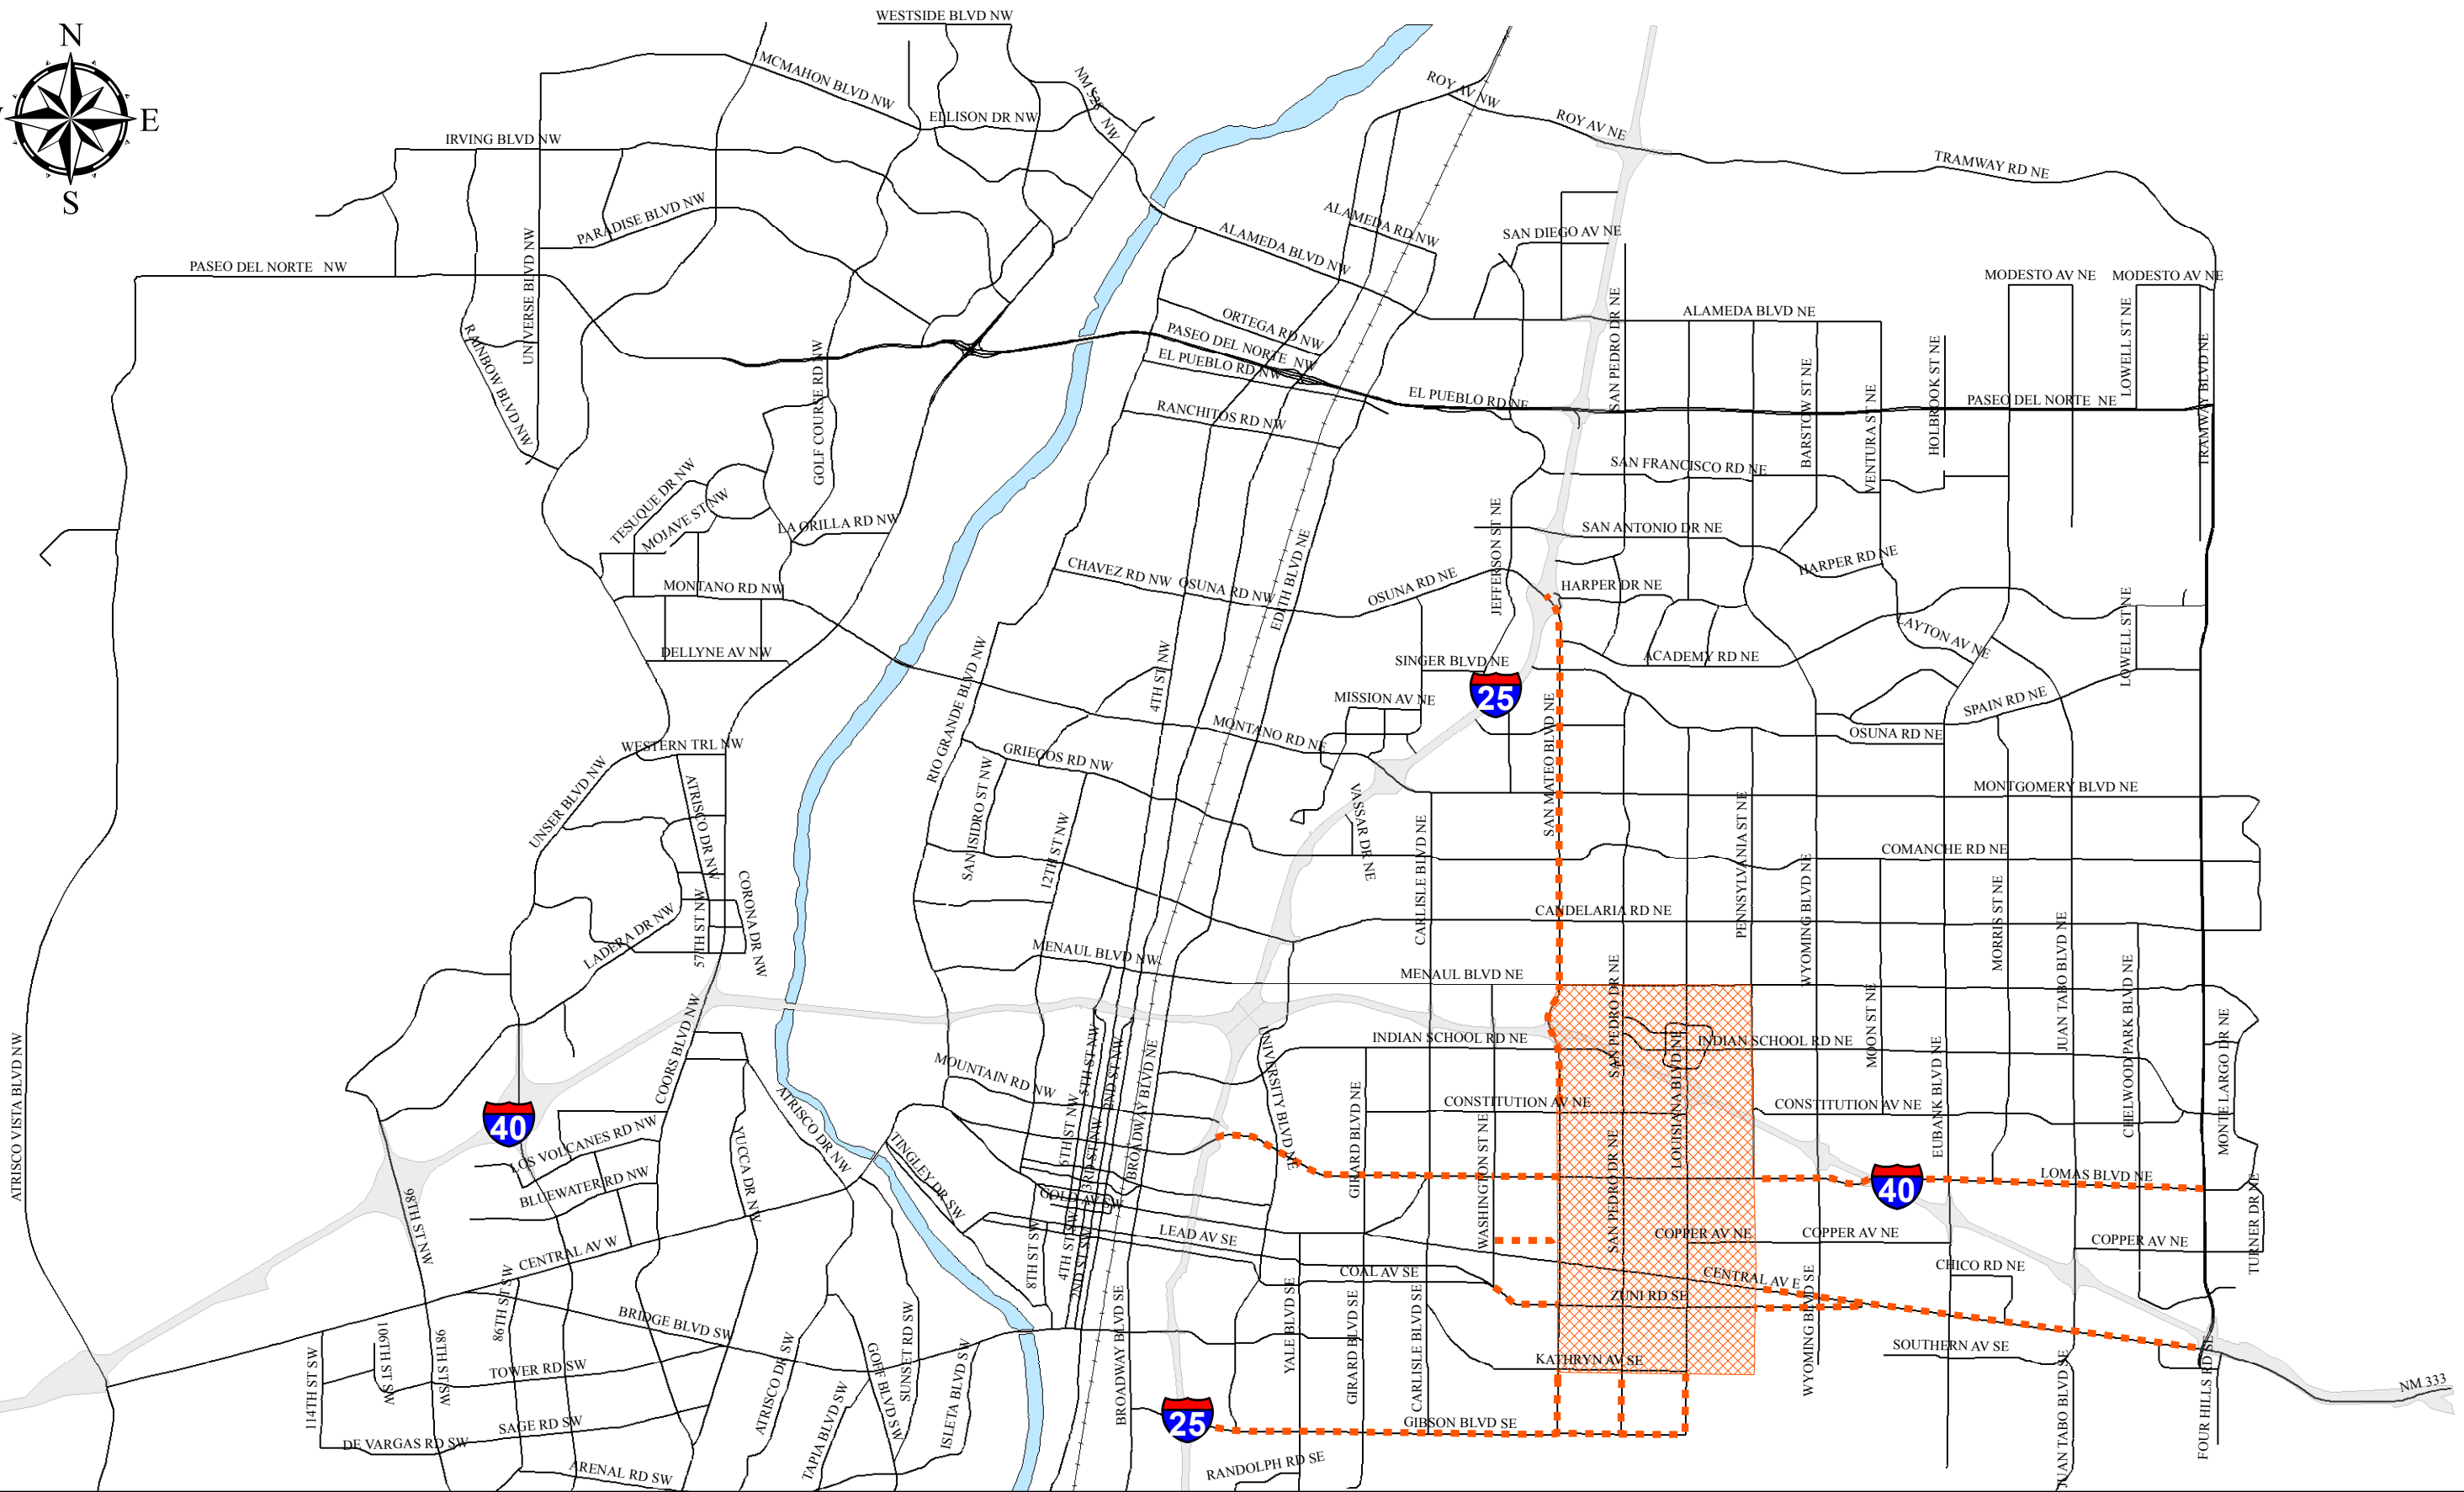 WESTSIDE BLVD NW
N
E
S
MCMAHON BLVD NW
NM 528 NW
ROY AV NW
ROY AV NE
ELLISON DR NW
IRVING BLVD NW
TRAMWAY RD NE
PARADISE BLVD NW
ALAMEDA RD NW
ALAMEDA BLVD NW
SAN DIEGO AV NE
PASEO DEL NORTE NW
UNIVERSE BLVD NW
MODESTO AV NE
MODESTO AV NE
SAN PEDRO DR NE
ALAMEDA BLVD NE
LOWELL ST NE
TRAMWAY BLVD NE
ORTEGA RD NW
PASEO DEL NORTE NW
EL PUEBLO RD NW
RAINBOW BLVD NW
GOLF COURSE RD NW
BARSTOW ST NE
VENTURA ST NE
HOLBROOK ST NE
EL PUEBLO RD NE
PASEO DEL NORTE NE
RANCHITOS RD NW
SAN FRANCISCO RD NE
TESUQUE DR NW
MOJAVE ST NW
LA ORILLA RD NW
SAN ANTONIO DR NE
JEFFERSON ST NE
EDITH BLVD NE
HARPER RD NE
CHAVEZ RD NW
OSUNA RD NW
OSUNA RD NE
HARPER DR NE
MONTANO RD NW
LAYTON AV NE
LOWELL ST NE
DELLYNE AV NW
SINGER BLVD NE
ACADEMY RD NE
25
RIO GRANDE BLVD NW
4TH ST NW
MISSION AV NE
SAN MATEO BLVD NE
SPAIN RD NE
MONTANO RD NE
OSUNA RD NE
WESTERN TRL NW
GRIEGOS RD NW
UNSER BLVD NW
ATRISCO DR NW
SAN ISIDRO ST NW
12TH ST NW
VASSAR DR NE
MONTGOMERY BLVD NE
CARLISLE BLVD NE
PENNSYLVANIA ST NE
COMANCHE RD NE
WYOMING BLVD NE
LADERA DR NW
57TH ST NW
CORONA DR NW
CANDELARIA RD NE
MORRIS ST NE
JUAN TABO BLVD NE
MENAUL BLVD NW
MENAUL BLVD NE
SAN PEDRO DR NE
MOON ST NE
CHELWOOD PARK BLVD NE
ATRISCO VISTA BLVD NW
COORS BLVD NW
INDIAN SCHOOL RD NE
INDIAN SCHOOL RD NE
MONTE LARGO DR NE
MOUNTAIN RD NW
5TH ST NW
2ND ST NW
BROADWAY BLVD NE
UNIVERSITY BLVD NE
LOUISIANA BLVD NE
EUBANK BLVD NE
40
ATRISCO DR NW
6TH ST NW
3RD ST NW
GIRARD BLVD NE
CONSTITUTION AV NE
CONSTITUTION AV NE
WASHINGTON ST NE
LOS VOLCANES RD NW
YUCCA DR NW
TINGLEY DR SW
SAN PEDRO DR NE
40
LOMAS BLVD NE
TURNER DR NE
BLUEWATER RD NW
98TH ST NW
GOLD AV SW
LEAD AV SE
COPPER AV NE
COPPER AV NE
COPPER AV NE
CENTRAL AV W
8TH ST SW
4TH ST SW
2ND ST SW
COAL AV SE
CENTRAL AV E
CHICO RD NE
86TH ST SW
BRIDGE BLVD SW
BROADWAY BLVD SE
YALE BLVD SE
GIRARD BLVD SE
CARLISLE BLVD SE
ZUNI RD SE
WYOMING BLVD SE
114TH ST SW
106TH ST SW
98TH ST SW
TOWER RD SW
ATRISCO DR SW
GOFF BLVD SW
SUNSET RD SW
ISLETA BLVD SW
KATHRYN AV SE
SOUTHERN AV SE
FOUR HILLS RD SE
NM 333
DE VARGAS RD SW
SAGE RD SW
TAPIA BLVD SW
25
GIBSON BLVD SE
JUAN TABO BLVD SE
ARENAL RD SW
RANDOLPH RD SE